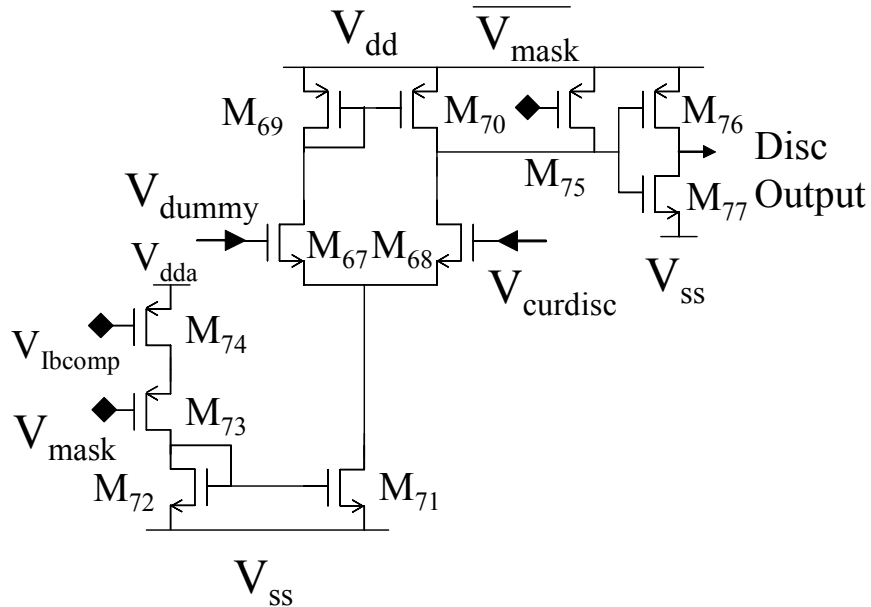 V_dd
V̅_mask
M_69
M_70
M_76
Disc
Output
M_75
M_77
V_dummy
M_67
M_68
V_dda
V_curdisc
V_ss
M_74
V_Ibcomp
M_73
V_mask
M_72
M_71
V_ss